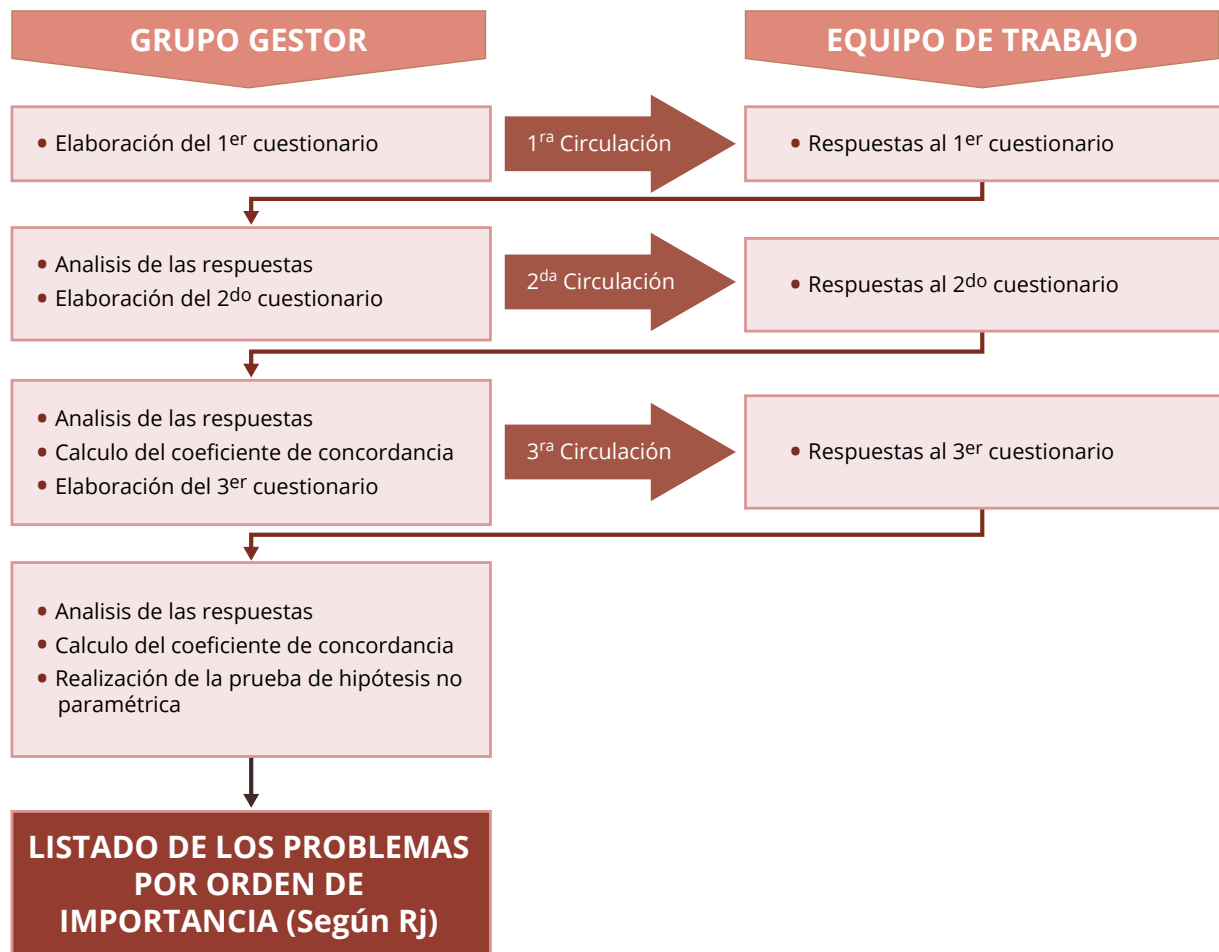 GRUPO GESTOR
EQUIPO DE TRABAJO
• Elaboración del 1er cuestionario
1ra Circulación
• Respuestas al 1er cuestionario
• Analisis de las respuestas
• Elaboración del 2do cuestionario
2da Circulación
• Respuestas al 2do cuestionario
• Analisis de las respuestas
• Calculo del coeficiente de concordancia
• Elaboración del 3er cuestionario
3ra Circulación
• Respuestas al 3er cuestionario
• Analisis de las respuestas
• Calculo del coeficiente de concordancia
• Realización de la prueba de hipótesis no
paramétrica
LISTADO DE LOS PROBLEMAS
POR ORDEN DE
IMPORTANCIA (Según Rj)